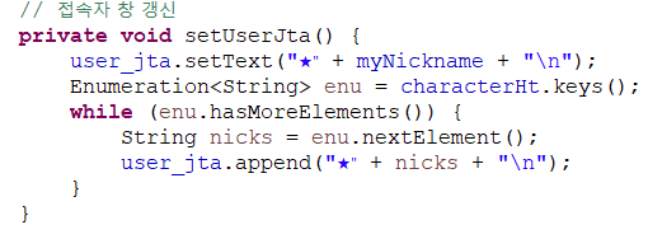 // 접속자 창 갱신
private void setUserJta() {
user_jta.setText("★" + myNickname + "\n");
Enumeration<String> enu = characterHt.keys();
while (enu.hasMoreElements()) {
String nicks = enu.nextElement();
user_jta.append("★" + nicks + "\n");
}
}